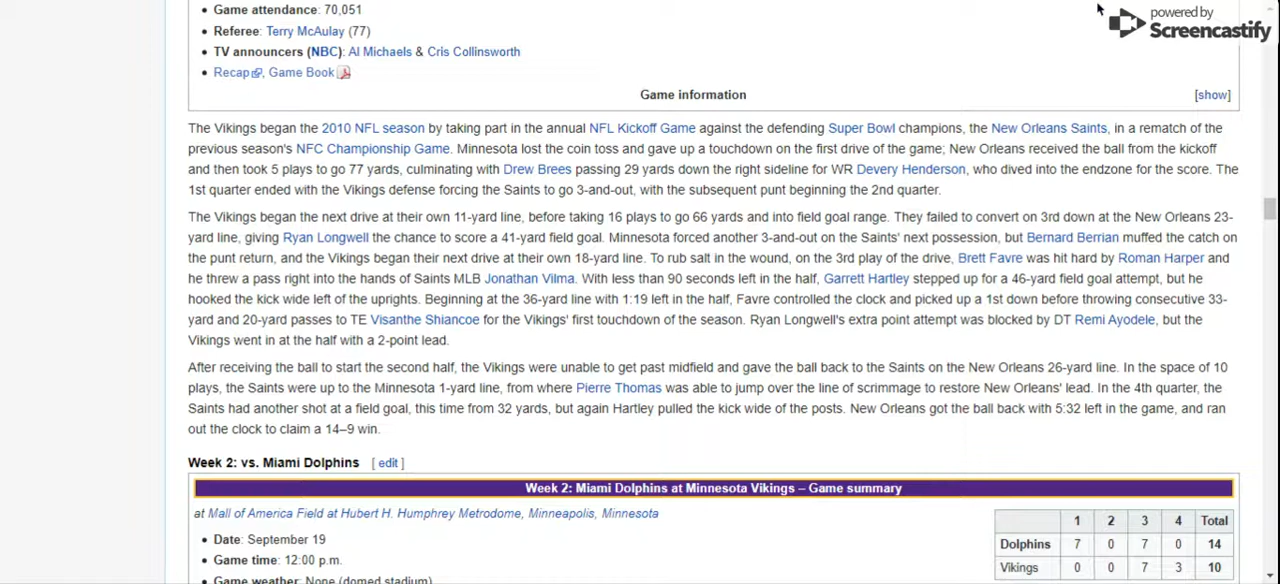 powered by
Screencastify
Game attendance: 70,051
Referee: Terry McAulay (77)
TV announcers (NBC): Al Michaels & Cris Collinsworth
Recap, Game Book
Game information [show]
The Vikings began the 2010 NFL season by taking part in the annual NFL Kickoff Game against the defending Super Bowl champions, the New Orleans Saints, in a rematch of the
previous season's NFC Championship Game. Minnesota lost the coin toss and gave up a touchdown on the first drive of the game; New Orleans received the ball from the kickoff
and then took 5 plays to go 77 yards, culminating with Drew Brees passing 29 yards down the right sideline for WR Devery Henderson, who dived into the endzone for the score. The
1st quarter ended with the Vikings defense forcing the Saints to go 3-and-out, with the subsequent punt beginning the 2nd quarter.
The Vikings began the next drive at their own 11-yard line, before taking 16 plays to go 66 yards and into field goal range. They failed to convert on 3rd down at the New Orleans 23-
yard line, giving Ryan Longwell the chance to score a 41-yard field goal. Minnesota forced another 3-and-out on the Saints' next possession, but Bernard Berrian muffed the catch on
the punt return, and the Vikings began their next drive at their own 18-yard line. To rub salt in the wound, on the 3rd play of the drive, Brett Favre was hit hard by Roman Harper and
he threw a pass right into the hands of Saints MLB Jonathan Vilma. With less than 90 seconds left in the half, Garrett Hartley stepped up for a 46-yard field goal attempt, but he
hooked the kick wide left of the uprights. Beginning at the 36-yard line with 1:19 left in the half, Favre controlled the clock and picked up a 1st down before throwing consecutive 33-
yard and 20-yard passes to TE Visanthe Shiancoe for the Vikings' first touchdown of the season. Ryan Longwell's extra point attempt was blocked by DT Remi Ayodele, but the
Vikings went in at the half with a 2-point lead.
After receiving the ball to start the second half, the Vikings were unable to get past midfield and gave the ball back to the Saints on the New Orleans 26-yard line. In the space of 10
plays, the Saints were up to the Minnesota 1-yard line, from where Pierre Thomas was able to jump over the line of scrimmage to restore New Orleans' lead. In the 4th quarter, the
Saints had another shot at a field goal, this time from 32 yards, but again Hartley pulled the kick wide of the posts. New Orleans got the ball back with 5:32 left in the game, and ran
out the clock to claim a 14–9 win.
Week 2: vs. Miami Dolphins [ edit ]
Week 2: Miami Dolphins at Minnesota Vikings – Game summary
at Mall of America Field at Hubert H. Humphrey Metrodome, Minneapolis, Minnesota
1 2 3 4 Total
Dolphins 7 0 7 0 14
Vikings 0 0 7 3 10
Date: September 19
Game time: 12:00 p.m.
Game weather: None (domed stadium)